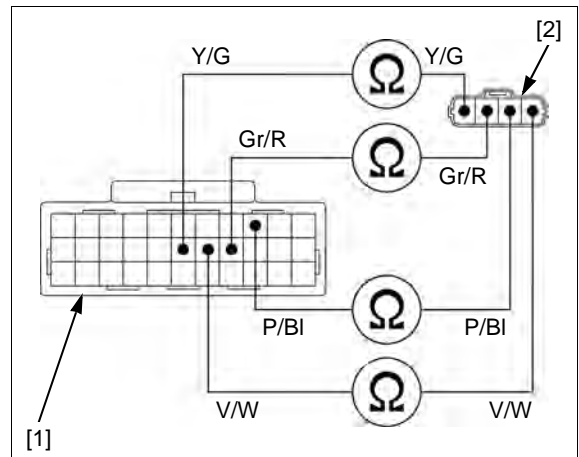 [2]
Y/G Ω Y/G
Gr/R Ω Gr/R
P/Bl Ω P/Bl
V/W Ω V/W
[1]